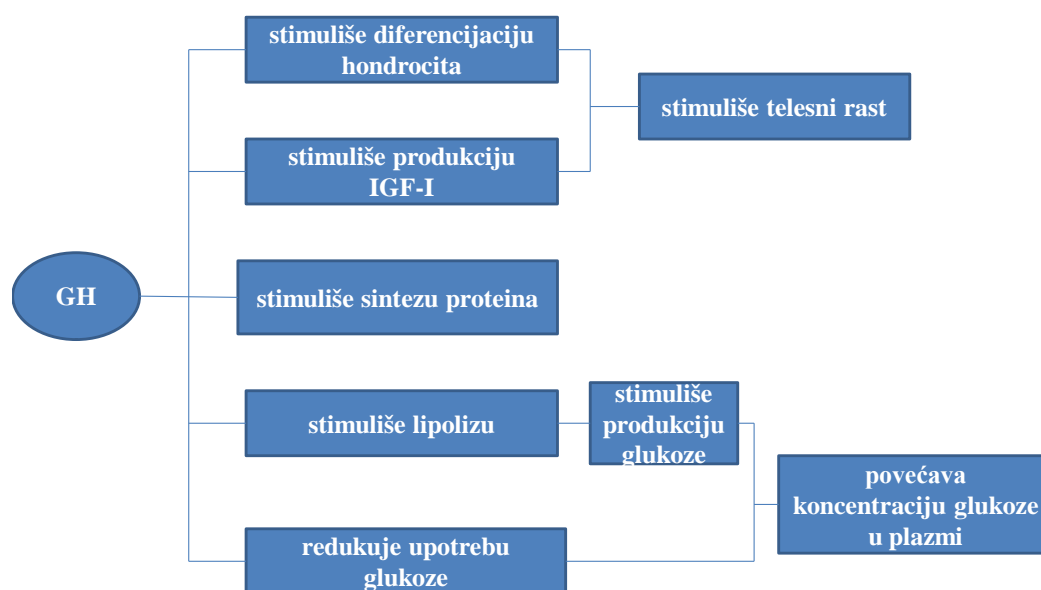 stimuliše diferencijaciju
hondrocita
stimuliše telesni rast
stimuliše produkciju
IGF-I
GH
stimuliše sintezu proteina
stimuliše lipolizu
stimuliše
produkciju
glukoze
povećava
koncentraciju glukoze
u plazmi
redukuje upotrebu
glukoze